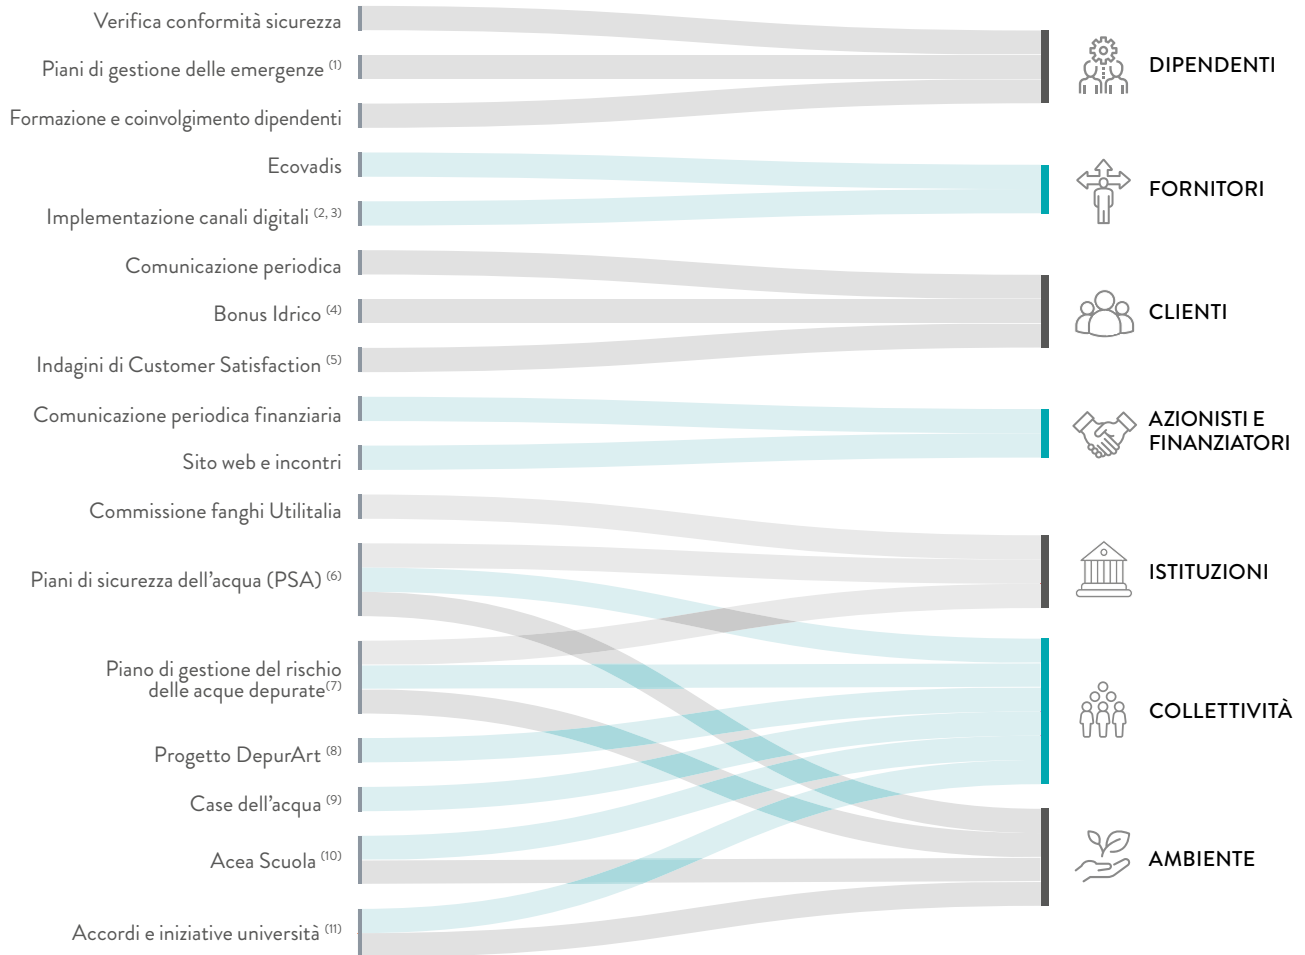 Verifica conformità sicurezza
Piani di gestione delle emergenze (1)
Formazione e coinvolgimento dipendenti
Ecovadis
Implementazione canali digitali (2, 3)
Comunicazione periodica
Bonus Idrico (4)
Indagini di Customer Satisfaction (5)
Comunicazione periodica finanziaria
Sito web e incontri
Commissione fanghi Utilitalia
Piani di sicurezza dell'acqua (PSA) (6)
Piano di gestione del rischio
delle acque depurate(7)
Progetto DepurArt (8)
Case dell'acqua (9)
Acea Scuola (10)
Accordi e iniziative università (11)
DIPENDENTI
FORNITORI
CLIENTI
AZIONISTI E
FINANZIATORI
ISTITUZIONI
COLLETTIVITÀ
AMBIENTE